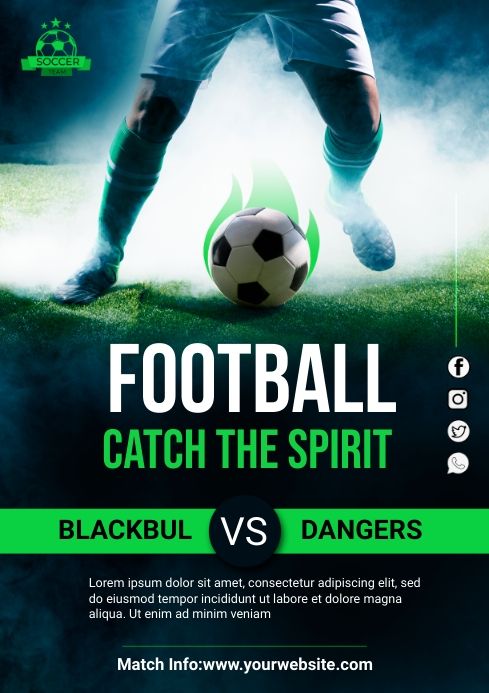 SOCCER
TEAM
FOOTBALL
CATCH THE SPIRIT
BLACKBUL VS DANGERS
Lorem ipsum dolor sit amet, consectetur adipiscing elit, sed
do eiusmod tempor incididunt ut labore et dolore magna
aliqua. Ut enim ad minim veniam
Match Info:www.yourwebsite.com